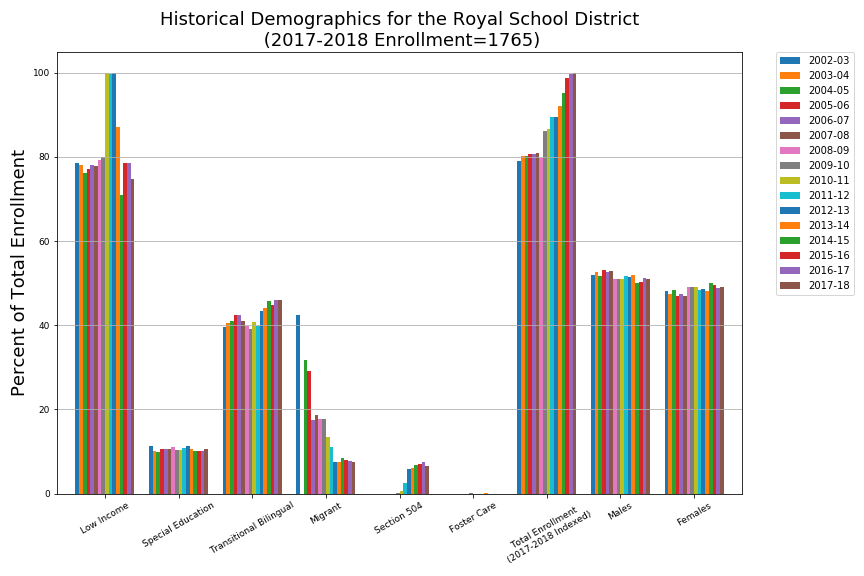 Historical Demographics for the Royal School District
(2017-2018 Enrollment=1765)
Percent of Total Enrollment
100
80
60
40
20
0
Low Income
Special Education
Transitional Bilingual
Migrant
Section 504
Foster Care
Total Enrollment
(2017-2018 Indexed)
Males
Females
2002-03
2003-04
2004-05
2005-06
2006-07
2007-08
2008-09
2009-10
2010-11
2011-12
2012-13
2013-14
2014-15
2015-16
2016-17
2017-18